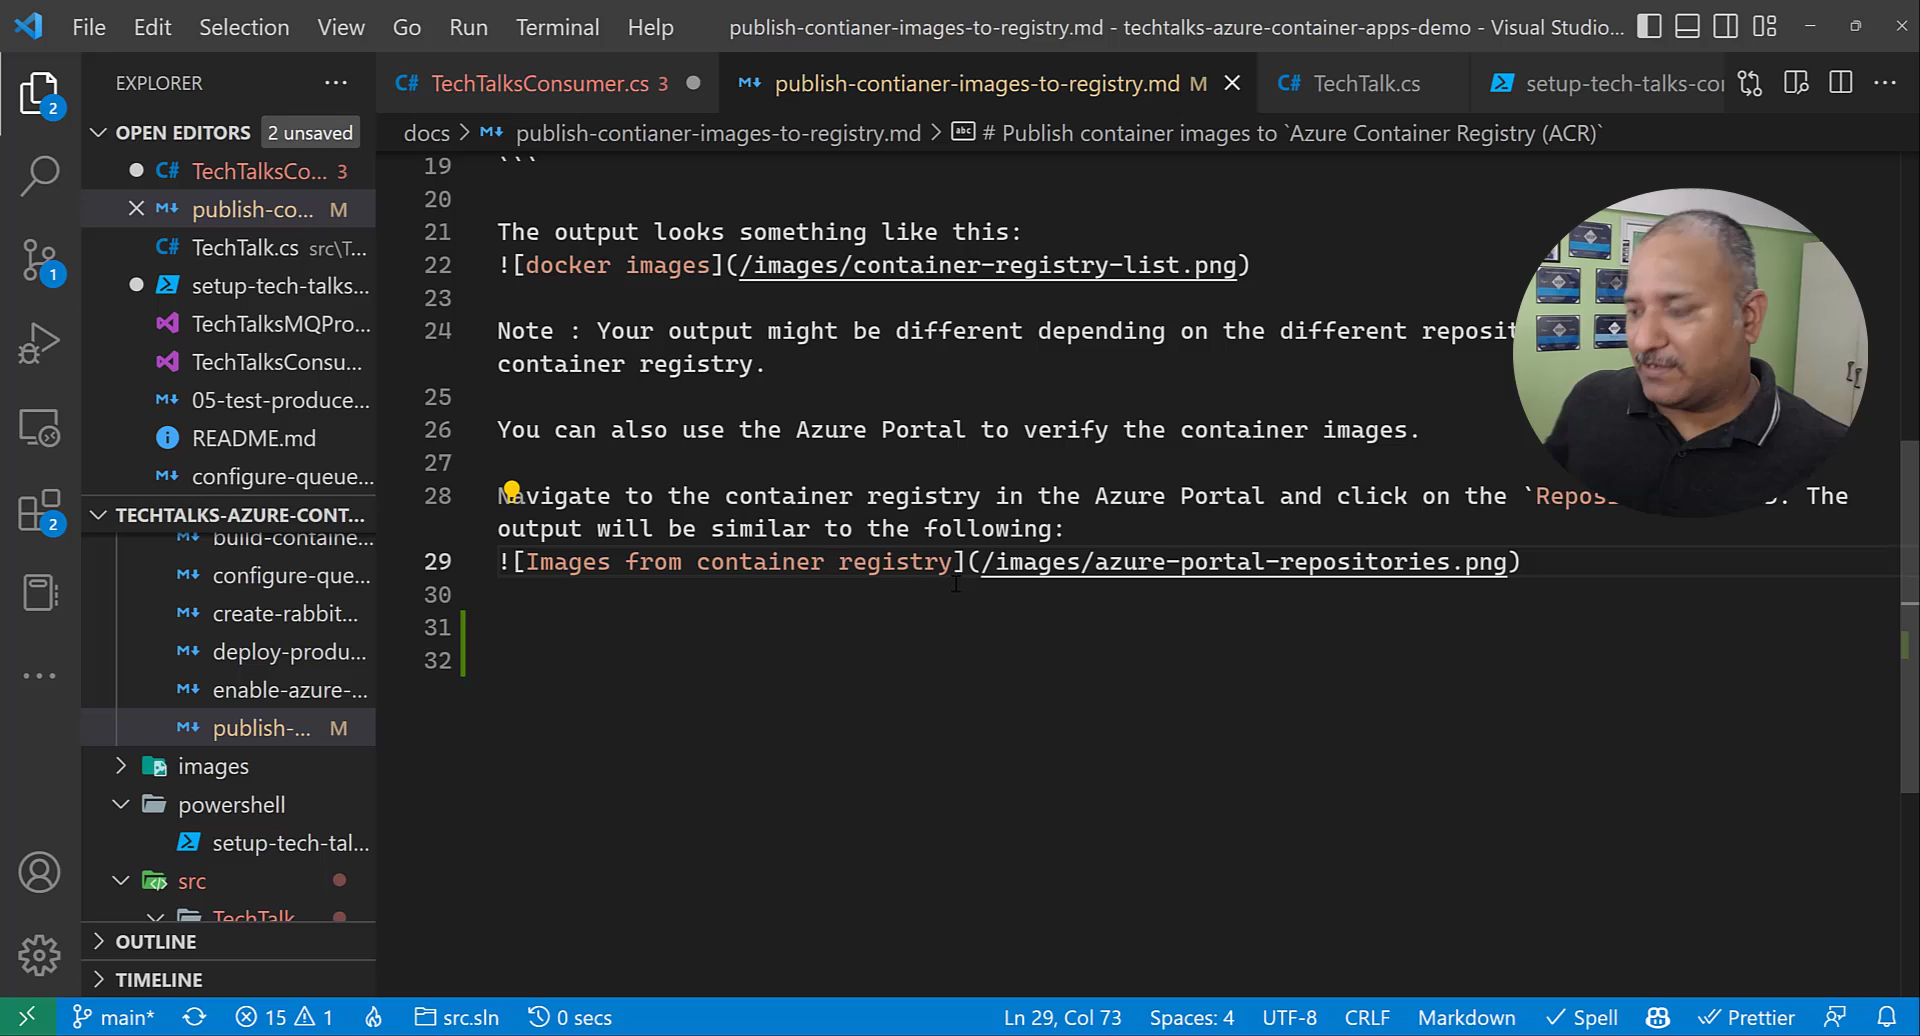 File Edit Selection View Go Run Terminal Help publish-contianer-images-to-registry.md - techtalks-azure-container-apps-demo - Visual Studio...
EXPLORER
OPEN EDITORS 2 unsaved
TechTalksCo... 3
publish-co... M
TechTalk.cs src\T...
setup-tech-talks...
TechTalksMQPro...
TechTalksConsu...
05-test-produce...
README.md
configure-queue...
TECHTALKS-AZURE-CONT...
build-containe...
configure-que...
create-rabbit...
deploy-produ...
enable-azure-...
publish-... M
images
powershell
setup-tech-tal...
src
TechTalk
OUTLINE
TIMELINE
2
1
2
TechTalksConsumer.cs 3 publish-contianer-images-to-registry.md M TechTalk.cs setup-tech-talks-co
docs > publish-contianer-images-to-registry.md > # Publish container images to `Azure Container Registry (ACR)`
19 ```
20
21 The output looks something like this:
22 ![docker images](/images/container-registry-list.png)
23
24 Note : Your output might be different depending on the different reposit
container registry.
25
26 You can also use the Azure Portal to verify the container images.
27
28 Navigate to the container registry in the Azure Portal and click on the `Repos The
output will be similar to the following:
29 ![Images from container registry](/images/azure-portal-repositories.png)
30
31
32
main* 15 1 src.sln 0 secs Ln 29, Col 73 Spaces: 4 UTF-8 CRLF Markdown Spell Prettier